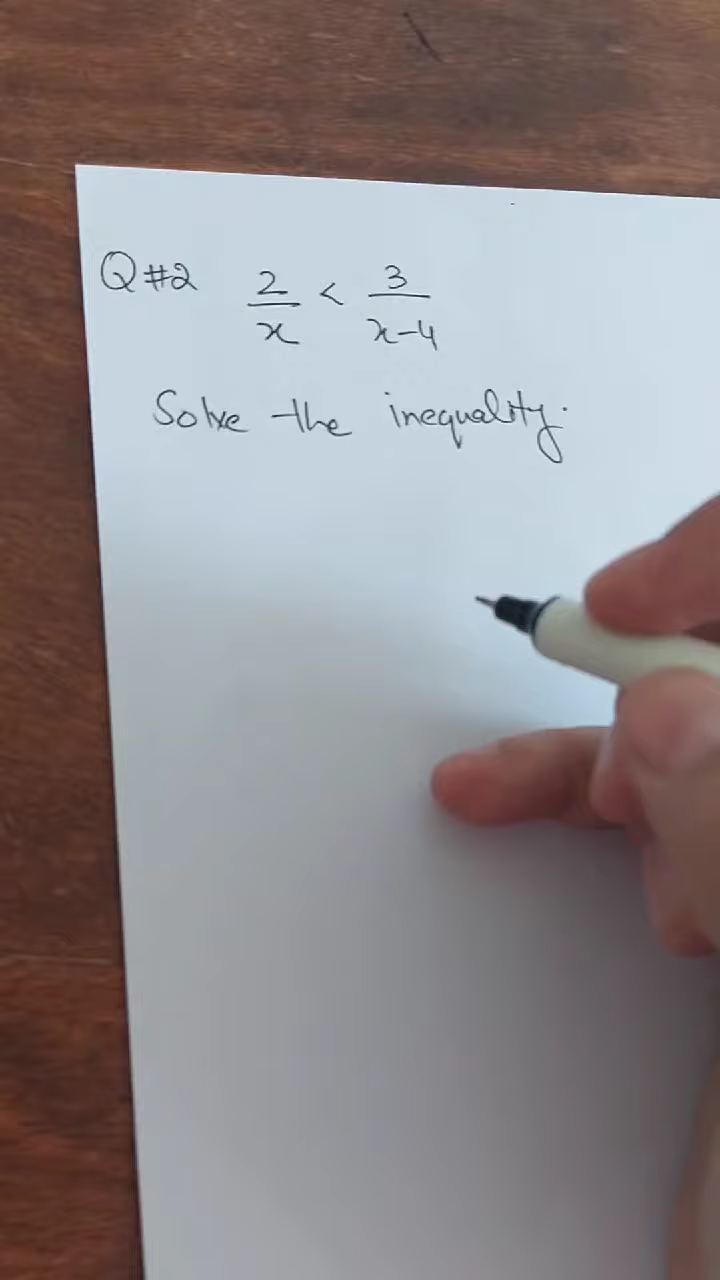 Q#2 2/x < 3/x-4
Solve the inequality.